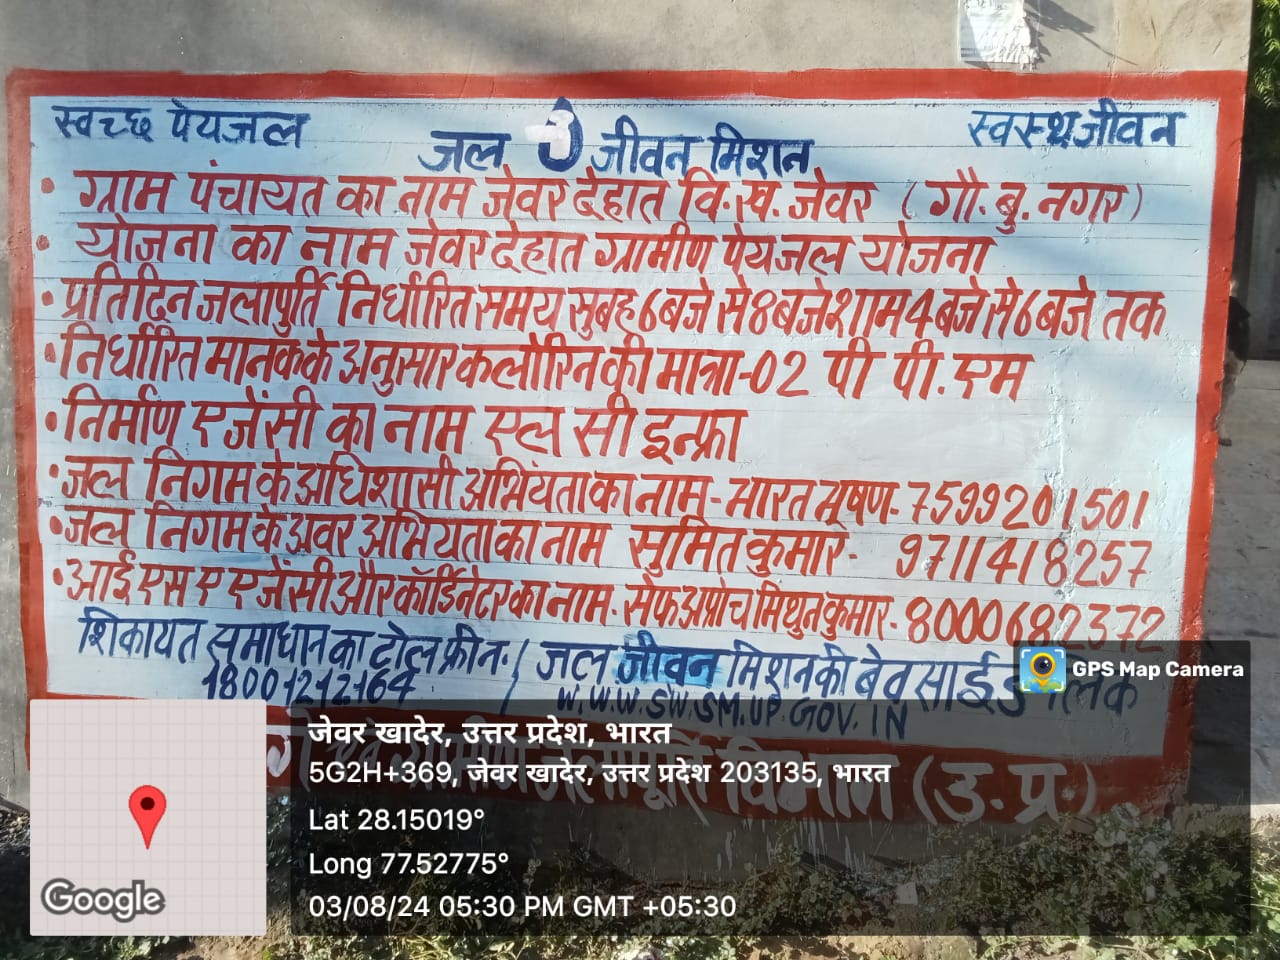 स्वच्छ पेयजल
स्वस्थ जीवन
जल जीवन मिशन
• ग्राम पंचायत का नाम जेवर देहात वि.ख. जेवर (गौ. बु. नगर)
• योजना का नाम जेवर देहात ग्रामीण पेयजल योजना
• प्रतिदिन जलापुर्ति निर्धारित समय सुबह 6 बजे से 8 बजे शाम 4 बजे से 6 बजे तक
• निर्धारित मानक के अनुसार कलोरिन की मात्रा-02 पी पी. एम
• निर्माण एजेंसी का नाम एल सी इन्फ्रा
• जल निगम के अधिशासी अभियंता का नाम - भारत भूषण- 7599201501
• जल निगम के अवर अभियता का नाम सुमित कुमार- 9711418257
• आई एस ए एजेंसी और कॉर्डिनेटर का नाम- सेफ अप्रोच मिथुन कुमार- 8000682372
शिकायत समाधान का टोल फ्री न. / जल जीवन मिशन की बेव साईड
18001212164
W.W.W. SWSM.UP.GOV.IN
ग्रामीण जलापूर्ति विभाग (उ.प्र.)
GPS Map Camera
जेवर खादेर, उत्तर प्रदेश, भारत
5G2H+369, जेवर खादेर, उत्तर प्रदेश 203135, भारत
Lat 28.15019°
Long 77.52775°
03/08/24 05:30 PM GMT +05:30
Google